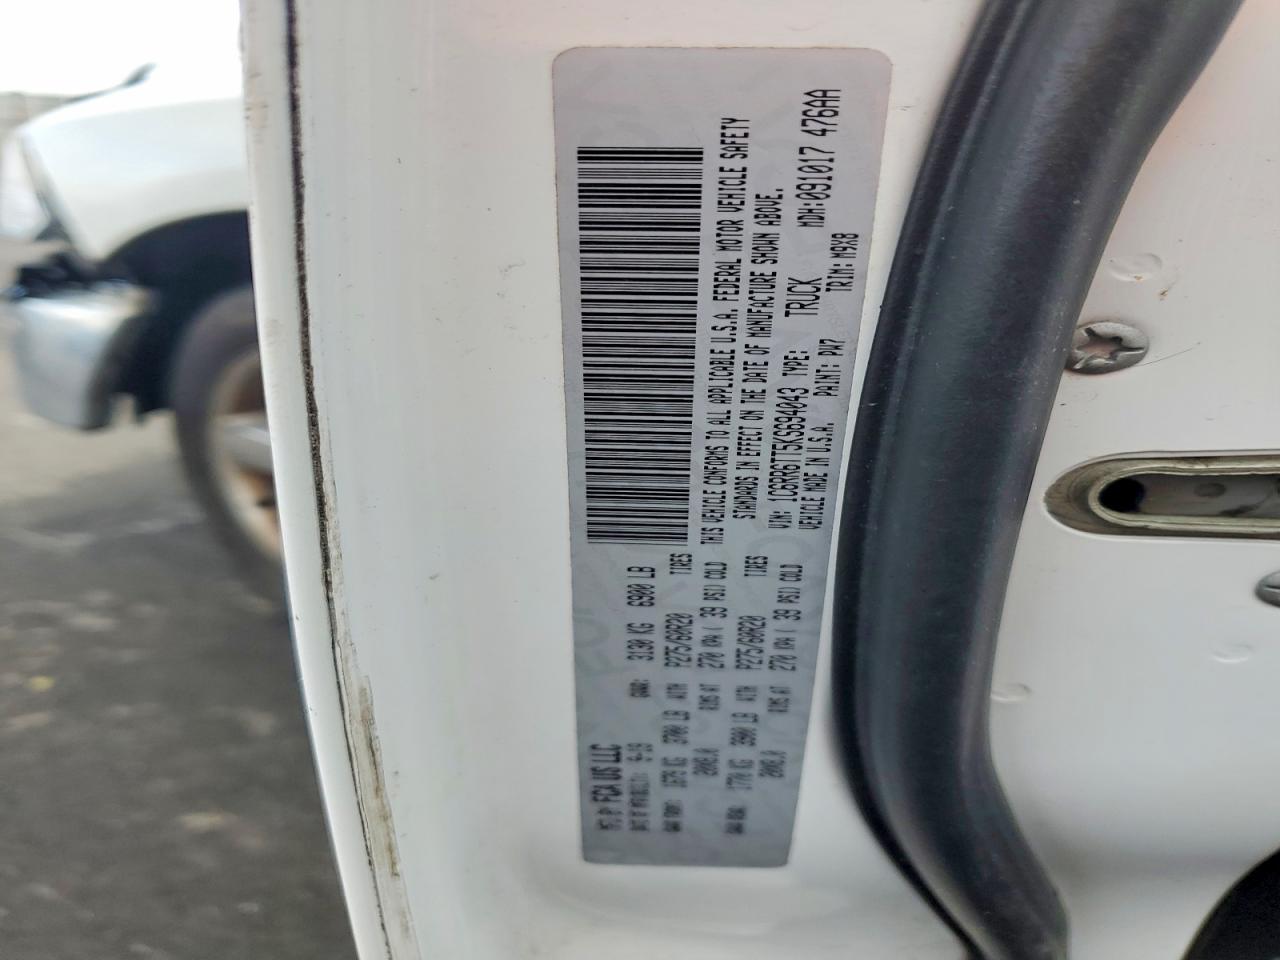 MFD BY FCA US LLC
DATE OF MFR/BUILT: 9-19 GVWR: 3130 KG 6900 LB
GAWR FRONT: 1675 KG 3700 LB WITH P275/60R20 TIRES
20X8.0 RIMS AT 270 KPA ( 39 PSI) COLD
GAWR REAR: 1770 KG 3900 LB WITH P275/60R20 TIRES
20X8.0 RIMS AT 270 KPA ( 39 PSI) COLD
THIS VEHICLE CONFORMS TO ALL APPLICABLE U.S.A. FEDERAL MOTOR VEHICLE SAFETY
STANDARDS IN EFFECT ON THE DATE OF MANUFACTURE SHOWN ABOVE.
VIN: 1C6RR6TT5KS694043 TYPE: TRUCK MDH:091017 476AA
VEHICLE MADE IN U.S.A. PAINT: PW7 TRIM: M9X8